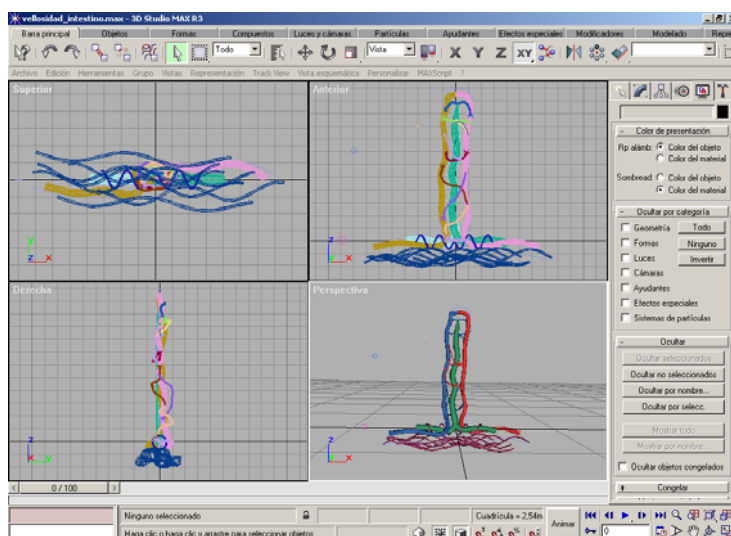 vellosidad_intestino.max - 3D Studio MAX R3
Barra principal Objetos Formas Compuestos Luces y cámaras Partículas Ayudantes Efectos especiales Modificadores Modelado
Todo Vista X Y Z XY
Archivo Edición Herramientas Grupo Vistas Representación Track View Vista esquemática Personalizar MAXScript ?
Superior
Anterior
Derecha
Perspectiva
y
z x
z
y x
z
x
z
x
- Color de presentación
Rp alámb: Color del objeto
Color del material
Sombread: Color del objeto
Color del material
- Ocultar por categoría
Geometría Todo
Formas Ninguno
Luces Invertir
Cámaras
Ayudantes
Efectos especiales
Sistemas de partículas
- Ocultar
Ocultar seleccionados
Ocultar no seleccionados
Ocultar por nombre...
Ocultar por selecc.
Mostrar todo
Mostrar por nombre...
Ocultar objetos congelados
+ Congelar
< 0 / 100 >
Ninguno seleccionado Cuadrícula = 2,54m
Animar
Haga clic o haga clic y arrastre para seleccionar objetos 0